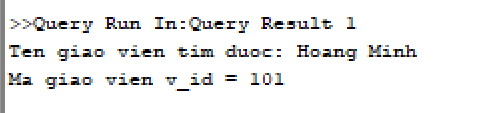 >>Query Run In:Query Result 1
Ten giao vien tim duoc: Hoang Minh
Ma giao vien v_id = 101